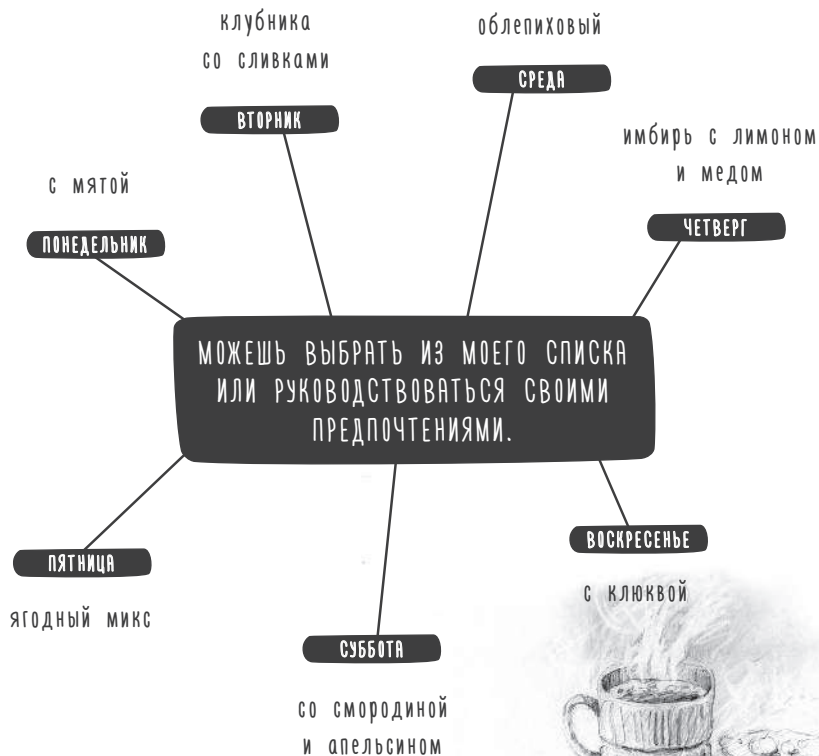 клубника
со сливками
ВТОРНИК
облепиховый
СРЕДА
имбирь с лимоном
и медом
ЧЕТВЕРГ
с мятой
ПОНЕДЕЛЬНИК
МОЖЕШЬ ВЫБРАТЬ ИЗ МОЕГО СПИСКА
ИЛИ РУКОВОДСТВОВАТЬСЯ СВОИМИ
ПРЕДПОЧТЕНИЯМИ.
ПЯТНИЦА
ягодный микс
СУББОТА
со смородиной
и апельсином
ВОСКРЕСЕНЬЕ
с клюквой